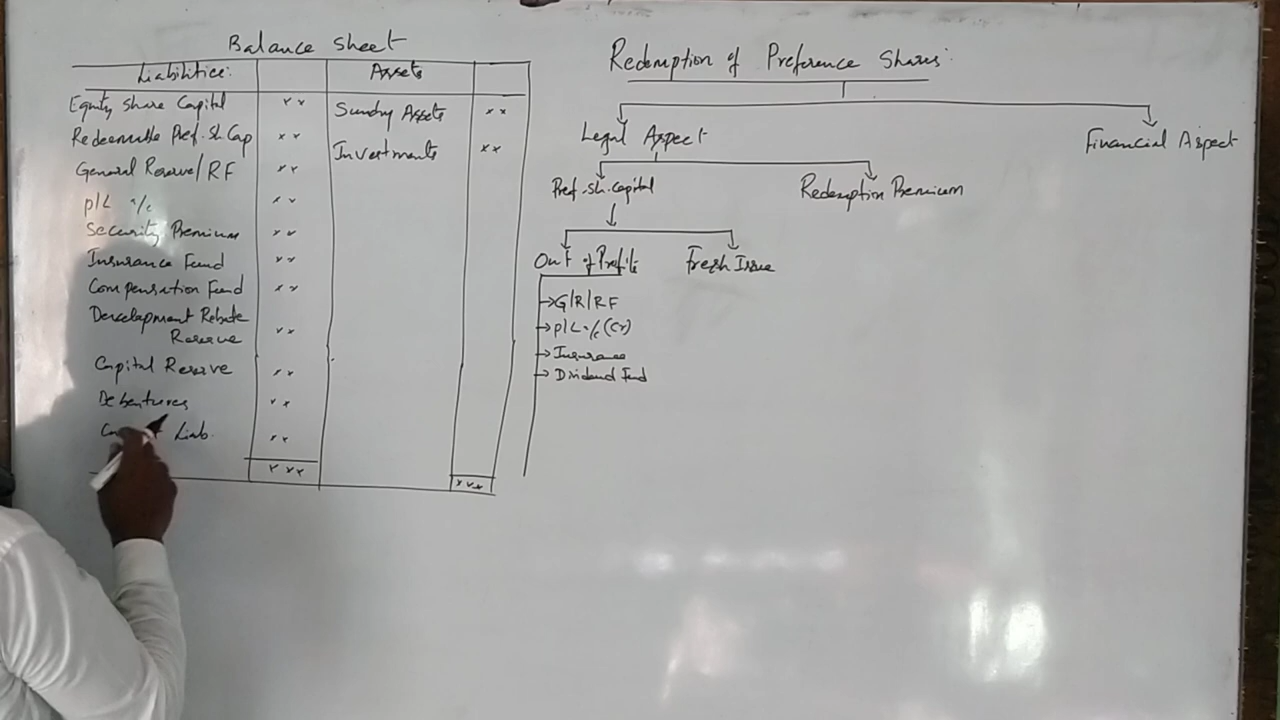 Balance Sheet
Liabilities:
Assets
Equity Share Capital xx
Sundry Assets xx
Redeemable Pref.sh.Cap xx
Investments xx
General Reserve/RF xx
P/L a/c xx
Security Premium xx
Insurance Fund xx
Compensation Fund xx
Development Rebate
Reserve xx
Capital Reserve xx
Debentures xx
Liab. xx
xxx
xxx
Redemption of Preference Shares:
Legal Aspect
Financial Aspect
Pref.sh.capital
Redemption Premium
Out of Profits
Fresh Issue
G/R/RF
P/L a/c (Cr)
Insurance
Dividend Fund